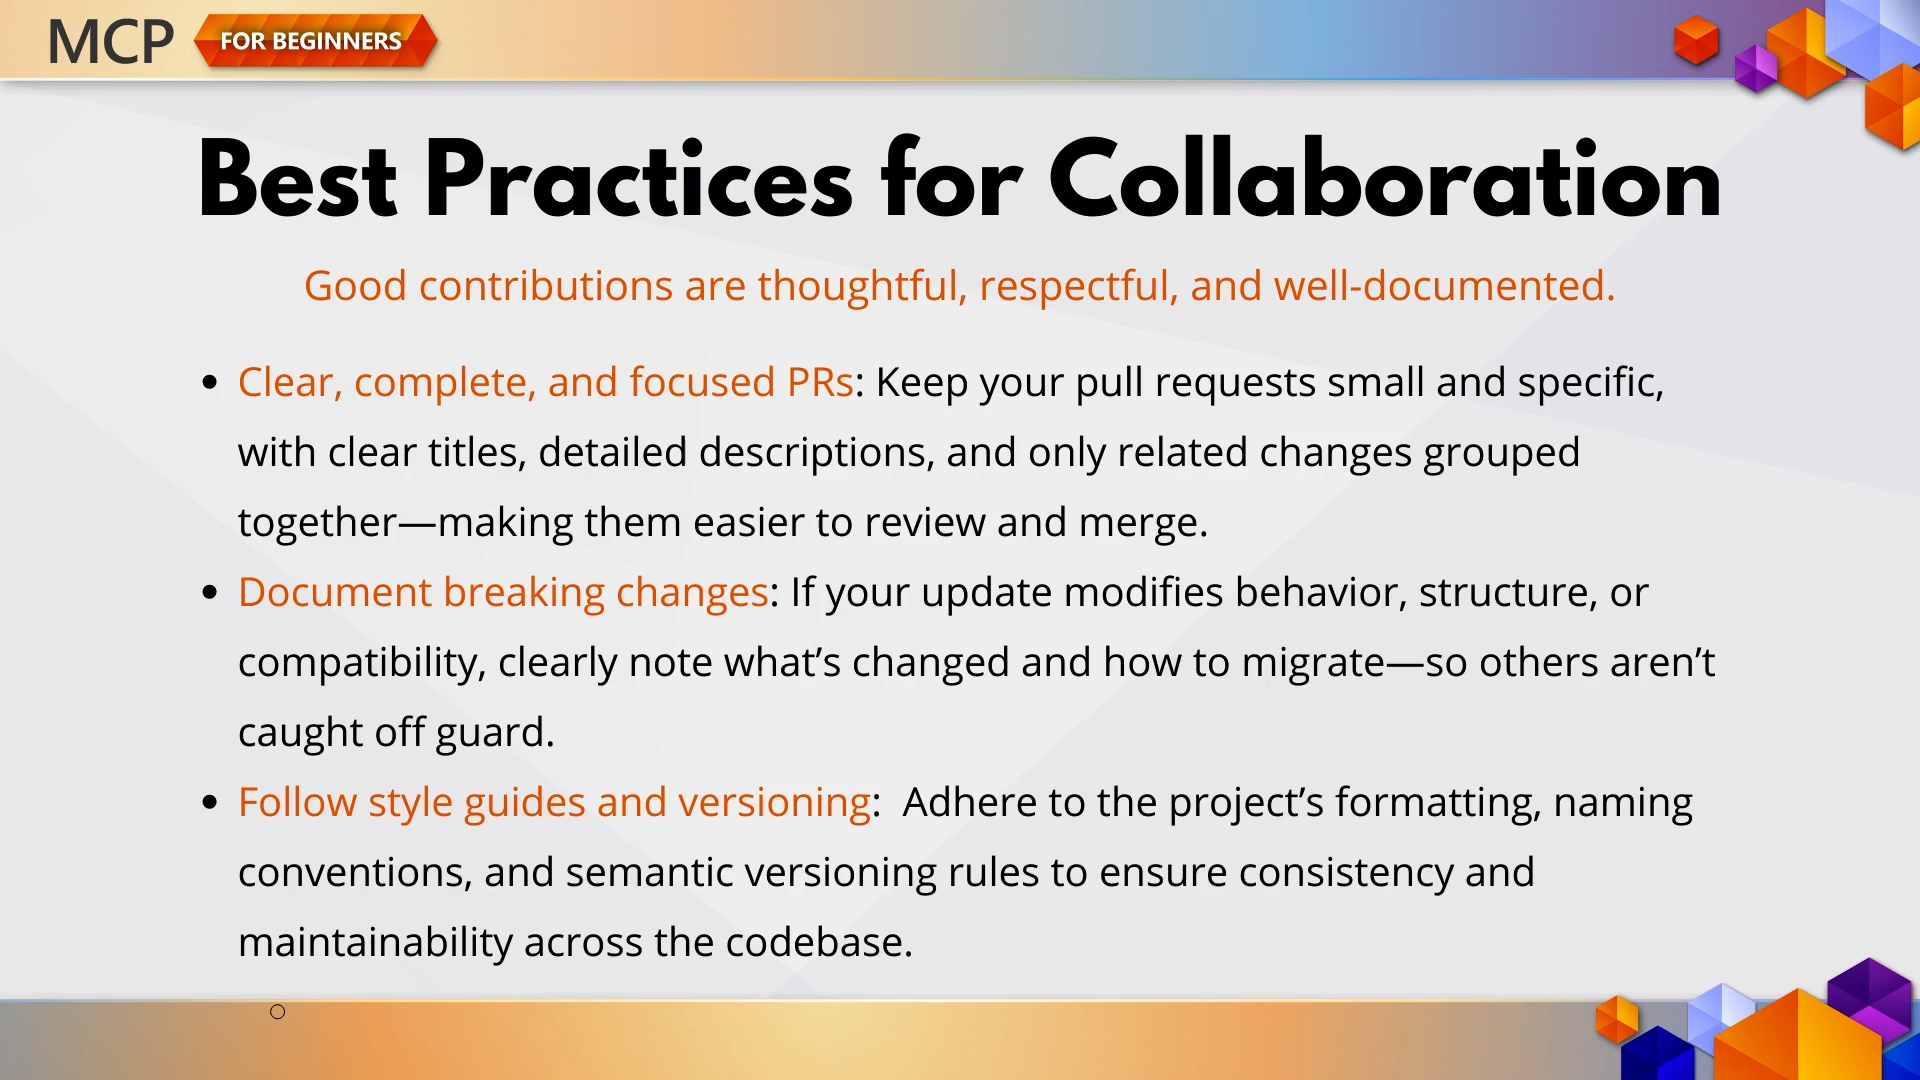 MCP FOR BEGINNERS
Best Practices for Collaboration
Good contributions are thoughtful, respectful, and well-documented.
• Clear, complete, and focused PRs: Keep your pull requests small and specific,
with clear titles, detailed descriptions, and only related changes grouped
together—making them easier to review and merge.
• Document breaking changes: If your update modifies behavior, structure, or
compatibility, clearly note what’s changed and how to migrate—so others aren’t
caught off guard.
• Follow style guides and versioning:  Adhere to the project’s formatting, naming
conventions, and semantic versioning rules to ensure consistency and
maintainability across the codebase.